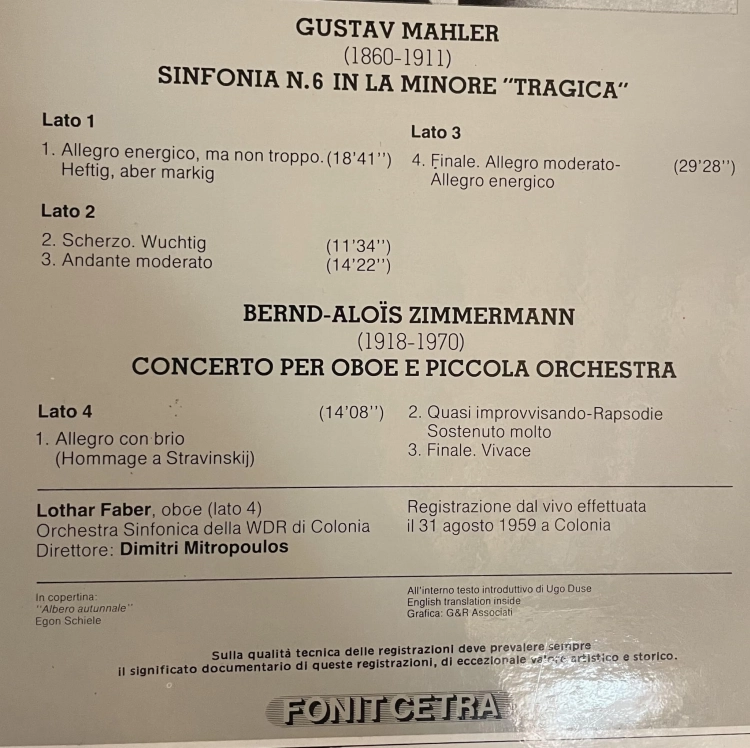 GUSTAV MAHLER
(1860-1911)
SINFONIA N.6 IN LA MINORE "TRAGICA"
Lato 1
1. Allegro energico, ma non troppo. (18'41'')
Heftig, aber markig
Lato 2
2. Scherzo. Wuchtig (11'34'')
3. Andante moderato (14'22'')
Lato 3
4. Finale. Allegro moderato- (29'28'')
Allegro energico
BERND-ALOÏS ZIMMERMANN
(1918-1970)
CONCERTO PER OBOE E PICCOLA ORCHESTRA
Lato 4 (14'08'')
1. Allegro con brio
(Hommage a Stravinskij)
2. Quasi improvvisando-Rapsodie
Sostenuto molto
3. Finale. Vivace
Lothar Faber, oboe (lato 4)
Orchestra Sinfonica della WDR di Colonia
Direttore: Dimitri Mitropoulos
Registrazione dal vivo effettuata
il 31 agosto 1959 a Colonia
In copertina:
"Albero autunnale"
Egon Schiele
All'interno testo introduttivo di Ugo Duse
English translation inside
Grafica: G&R Associati
Sulla qualità tecnica delle registrazioni deve prevalere sempre
il significato documentario di queste registrazioni, di eccezionale valore artistico e storico.
FONIT CETRA